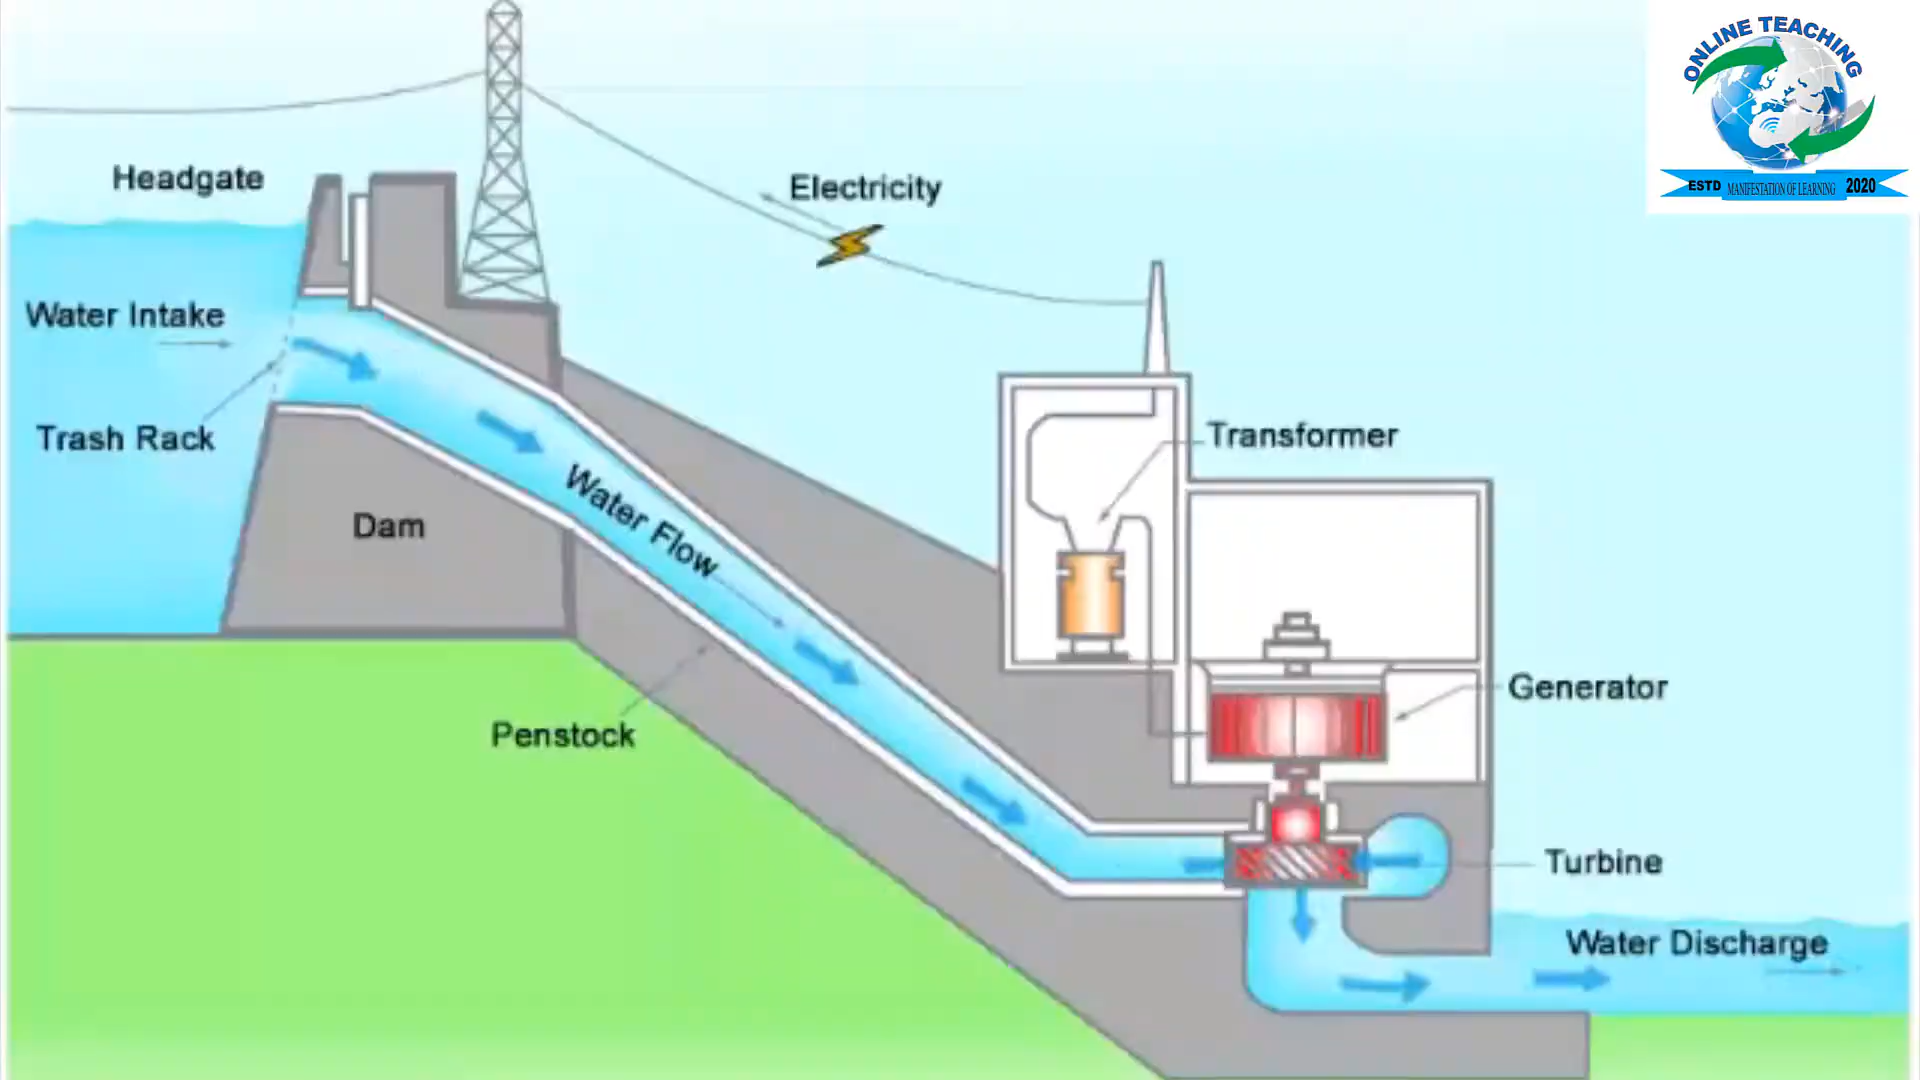 ONLINE TEACHING
ESTD MANIFESTATION OF LEARNING 2020
Headgate
Electricity
Water Intake
Trash Rack
Transformer
Dam
Water Flow
Generator
Penstock
Turbine
Water Discharge